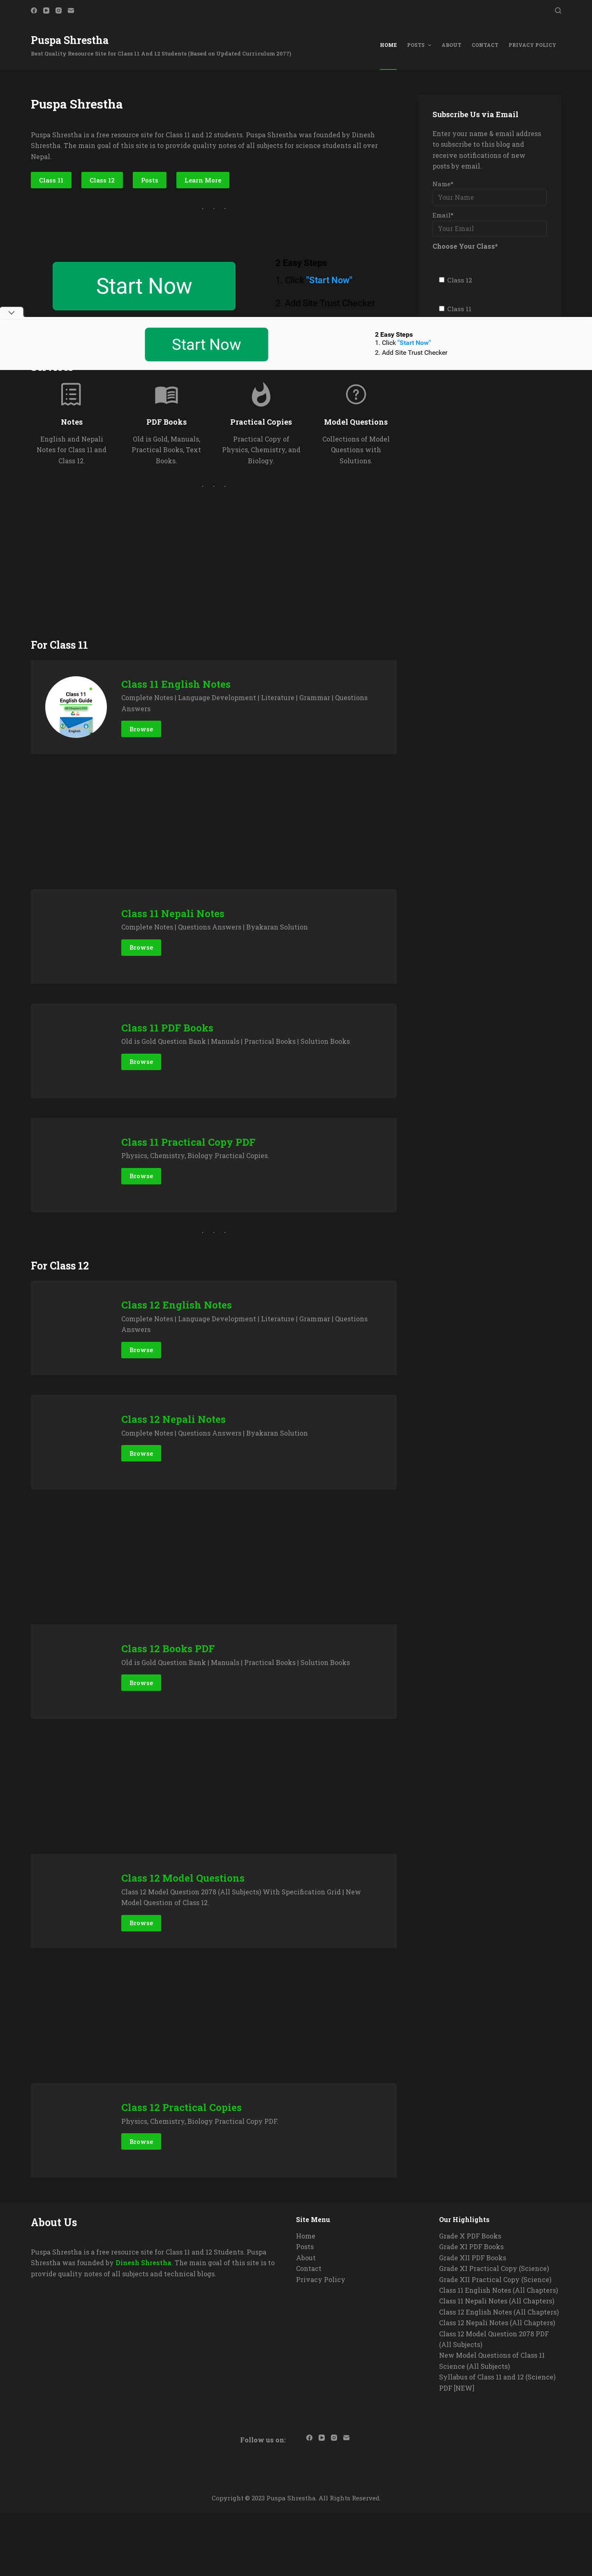 Puspa Shrestha
Best Quality Resource Site for Class 11 And 12 Students (Based on Updated Curriculum 2077)
HOME
POSTS
ABOUT
CONTACT
PRIVACY POLICY
Puspa Shrestha
Puspa Shrestha is a free resource site for Class 11 and 12 students. Puspa Shrestha was founded by Dinesh
Shrestha. The main goal of this site is to provide quality notes of all subjects for science students all over
Nepal.
Class 11
Class 12
Posts
Learn More
Subscribe Us via Email
Enter your name & email address
to subscribe to this blog and
receive notifications of new
posts by email.
Name*
Your Name
Email*
Your Email
Choose Your Class*
Class 12
Class 11
Start Now
2 Easy Steps
1. Click "Start Now"
2. Add Site Trust Checker
Start Now
2 Easy Steps
1. Click "Start Now"
2. Add Site Trust Checker
Notes
English and Nepali
Notes for Class 11 and
Class 12.
PDF Books
Old is Gold, Manuals,
Practical Books, Text
Books.
Practical Copies
Practical Copy of
Physics, Chemistry, and
Biology.
Model Questions
Collections of Model
Questions with
Solutions.
For Class 11
Class 11
English Guide
English
Class 11 English Notes
Complete Notes | Language Development | Literature | Grammar | Questions
Answers
Browse
Class 11 Nepali Notes
Complete Notes | Questions Answers | Byakaran Solution
Browse
Class 11 PDF Books
Old is Gold Question Bank | Manuals | Practical Books | Solution Books
Browse
Class 11 Practical Copy PDF
Physics, Chemistry, Biology Practical Copies.
Browse
For Class 12
Class 12 English Notes
Complete Notes | Language Development | Literature | Grammar | Questions
Answers
Browse
Class 12 Nepali Notes
Complete Notes | Questions Answers | Byakaran Solution
Browse
Class 12 Books PDF
Old is Gold Question Bank | Manuals | Practical Books | Solution Books
Browse
Class 12 Model Questions
Class 12 Model Question 2078 (All Subjects) With Specification Grid | New
Model Question of Class 12.
Browse
Class 12 Practical Copies
Physics, Chemistry, Biology Practical Copy PDF.
Browse
About Us
Puspa Shrestha is a free resource site for Class 11 and 12 Students. Puspa
Shrestha was founded by Dinesh Shrestha. The main goal of this site is to
provide quality notes of all subjects and technical blogs.
Site Menu
Home
Posts
About
Contact
Privacy Policy
Our Highlights
Grade X PDF Books
Grade XI PDF Books
Grade XII PDF Books
Grade XI Practical Copy (Science)
Grade XII Practical Copy (Science)
Class 11 English Notes (All Chapters)
Class 11 Nepali Notes (All Chapters)
Class 12 English Notes (All Chapters)
Class 12 Nepali Notes (All Chapters)
Class 12 Model Question 2078 PDF
(All Subjects)
New Model Questions of Class 11
Science (All Subjects)
Syllabus of Class 11 and 12 (Science)
PDF [NEW]
Follow us on:
Copyright © 2023 Puspa Shrestha. All Rights Reserved.